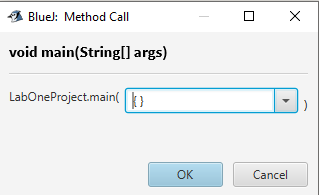 BlueJ: Method Call
void main(String[] args)
LabOneProject.main( { } )
OK Cancel